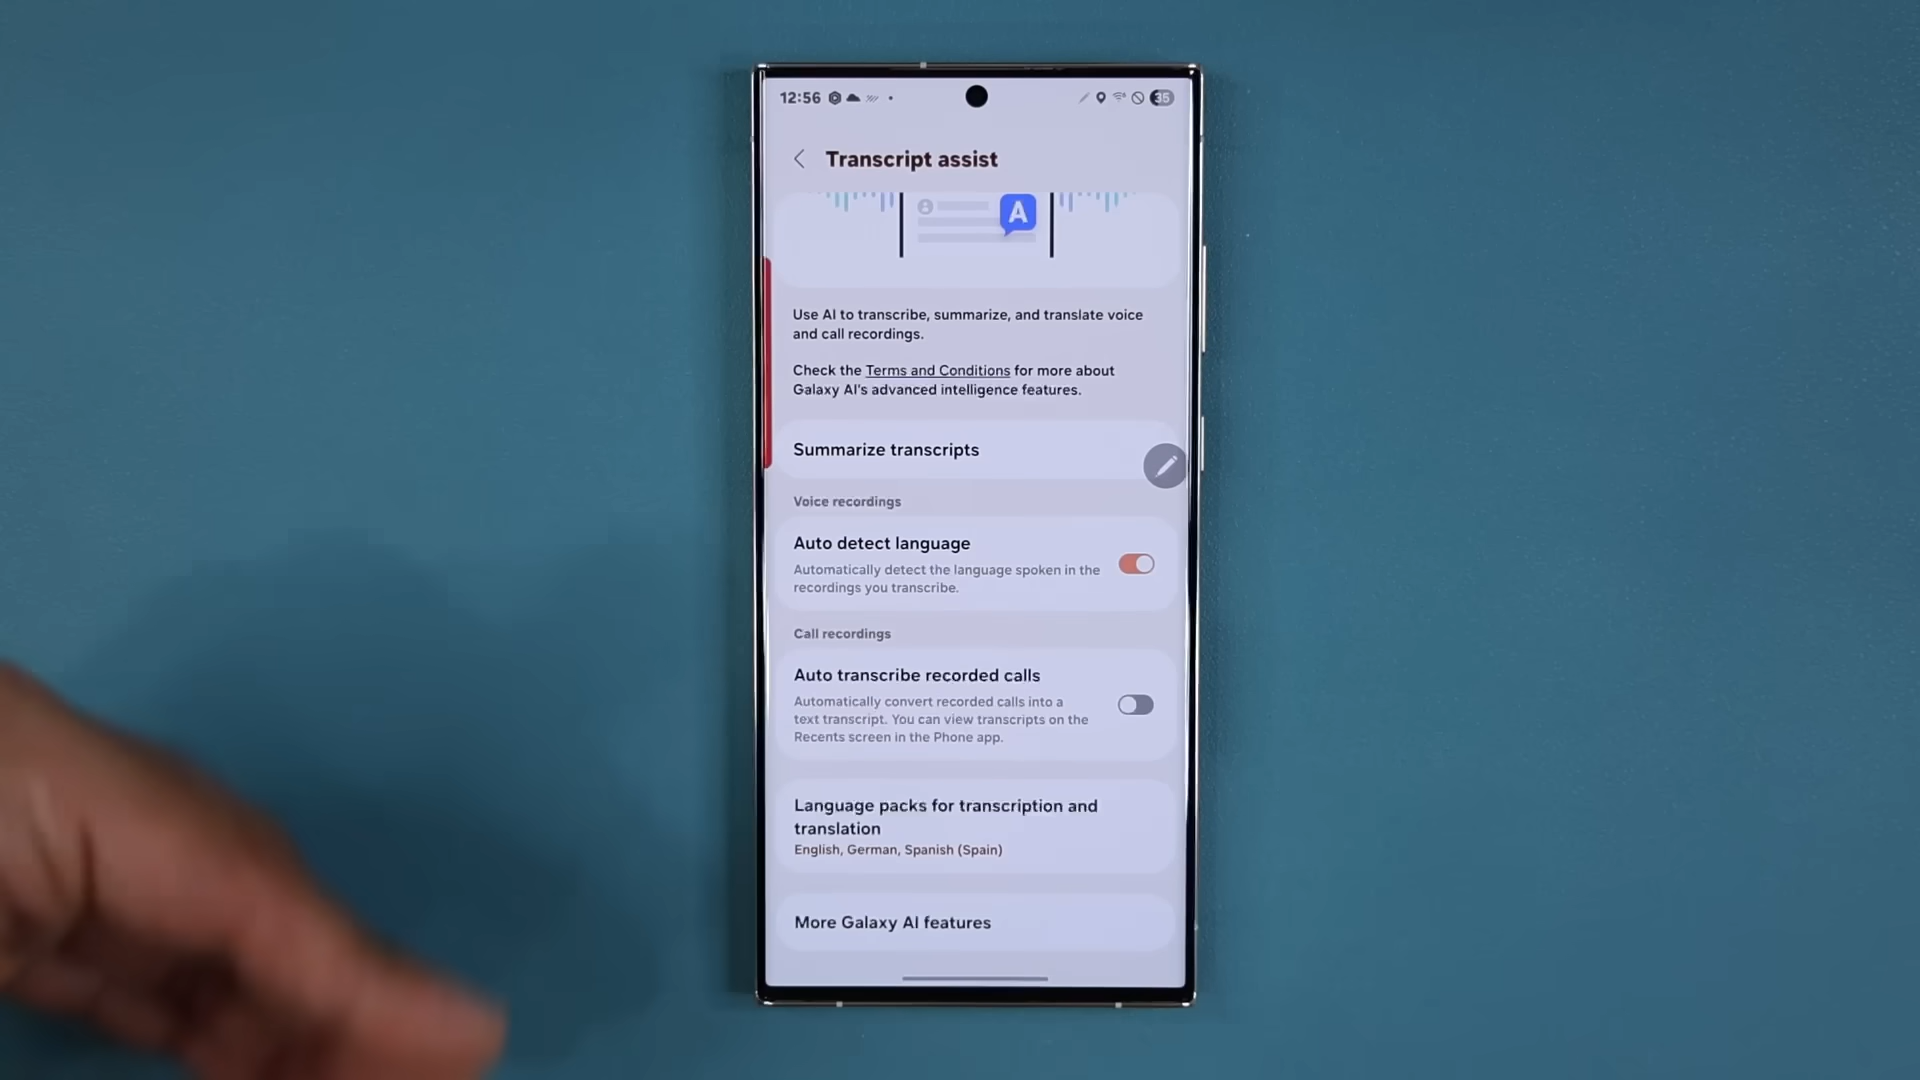 12:56
35
Transcript assist
A
Use AI to transcribe, summarize, and translate voice
and call recordings.
Check the Terms and Conditions for more about
Galaxy AI's advanced intelligence features.
Summarize transcripts
Voice recordings
Auto detect language
Automatically detect the language spoken in the
recordings you transcribe.
Call recordings
Auto transcribe recorded calls
Automatically convert recorded calls into a
text transcript. You can view transcripts on the
Recents screen in the Phone app.
Language packs for transcription and
translation
English, German, Spanish (Spain)
More Galaxy AI features